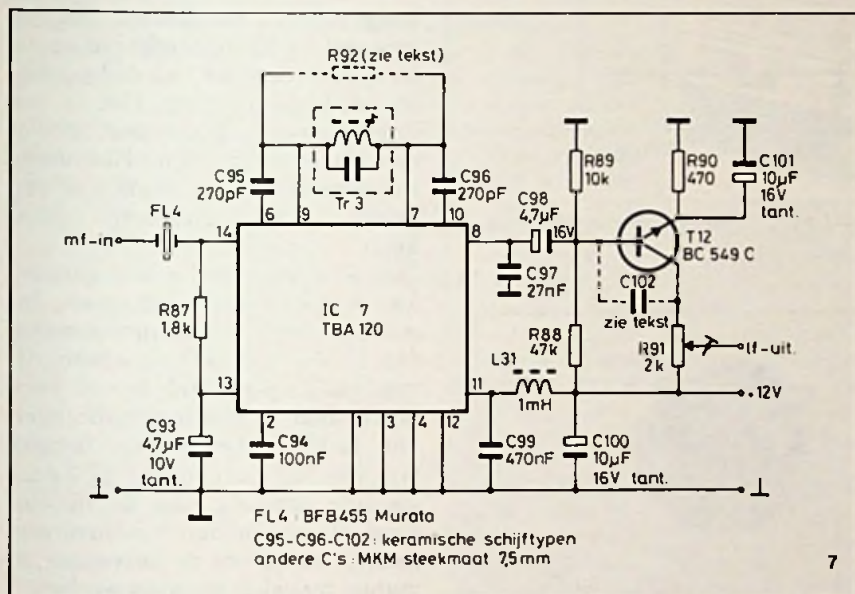 R92 (zie tekst)
C95
270pF
Tr 3
C96
270pF
6
9
7
10
FL4
mf-in
14
R87
1,8k
13
C93
4,7µF
10V
tant.
IC 7
TBA 120
2
C94
100nF
1
3
4
12
8
C98
4,7µF
16V
C97
27nF
11
L31
1mH
C99
470nF
R89
10k
R88
47k
R90
470
C101
10µF
16V
tant.
T12
BC 549 C
C102
zie tekst
R91
2k
lf-uit.
+12V
C100
10µF
16V tant.
FL4 : BFB455 Murata
C95-C96-C102: keramische schijftypen
andere C's : MKM steekmaat 7,5mm
7